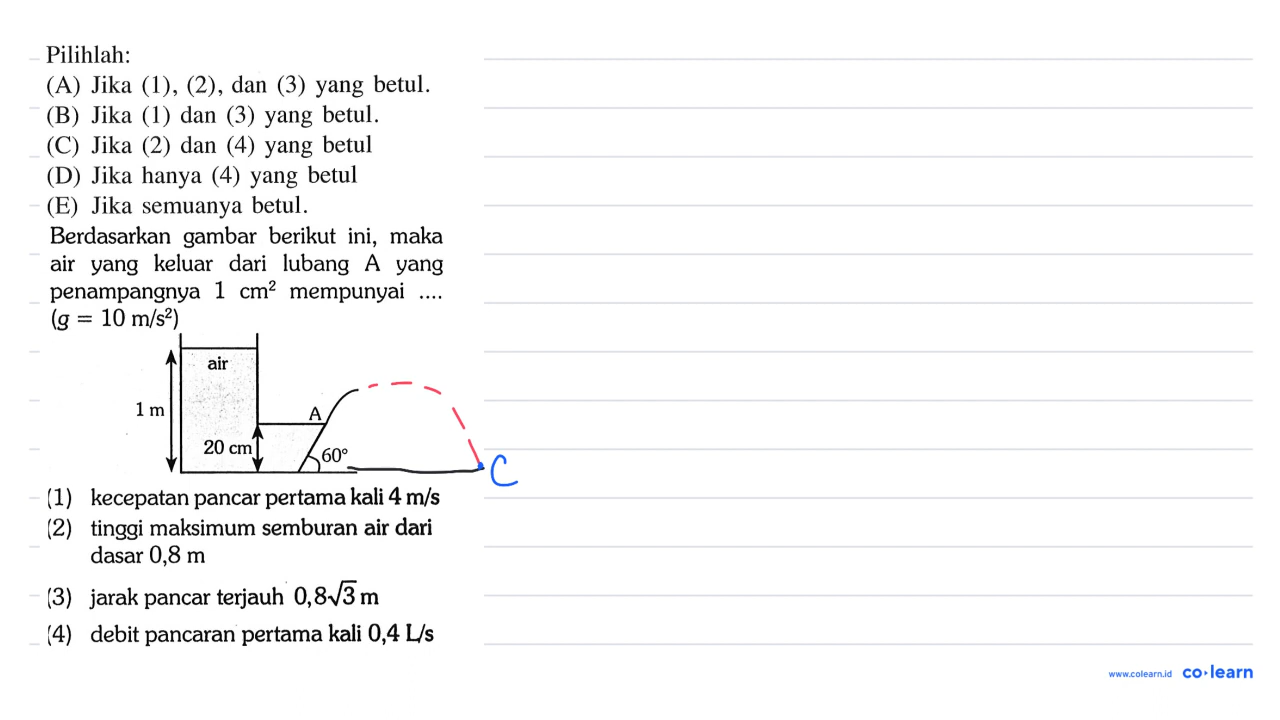 Pilihlah:
(A) Jika (1), (2), dan (3) yang betul.
(B) Jika (1) dan (3) yang betul.
(C) Jika (2) dan (4) yang betul
(D) Jika hanya (4) yang betul
(E) Jika semuanya betul.
Berdasarkan gambar berikut ini, maka
air yang keluar dari lubang A yang
penampangnya 1 cm² mempunyai ....
(g = 10 m/s²)
air
1 m
A
20 cm
60°
C
(1) kecepatan pancar pertama kali 4 m/s
(2) tinggi maksimum semburan air dari
dasar 0,8 m
(3) jarak pancar terjauh 0,8√3 m
(4) debit pancaran pertama kali 0,4 L/s
www.colearn.id co·learn